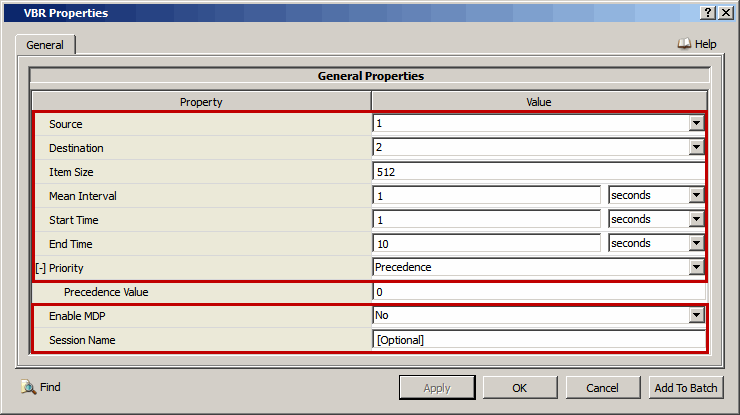 VBR Properties ? X
General
Help
General Properties
Property Value
Source 1
Destination 2
Item Size 512
Mean Interval 1 seconds
Start Time 1 seconds
End Time 10 seconds
[-] Priority Precedence
Precedence Value 0
Enable MDP No
Session Name [Optional]
Find Apply OK Cancel Add To Batch